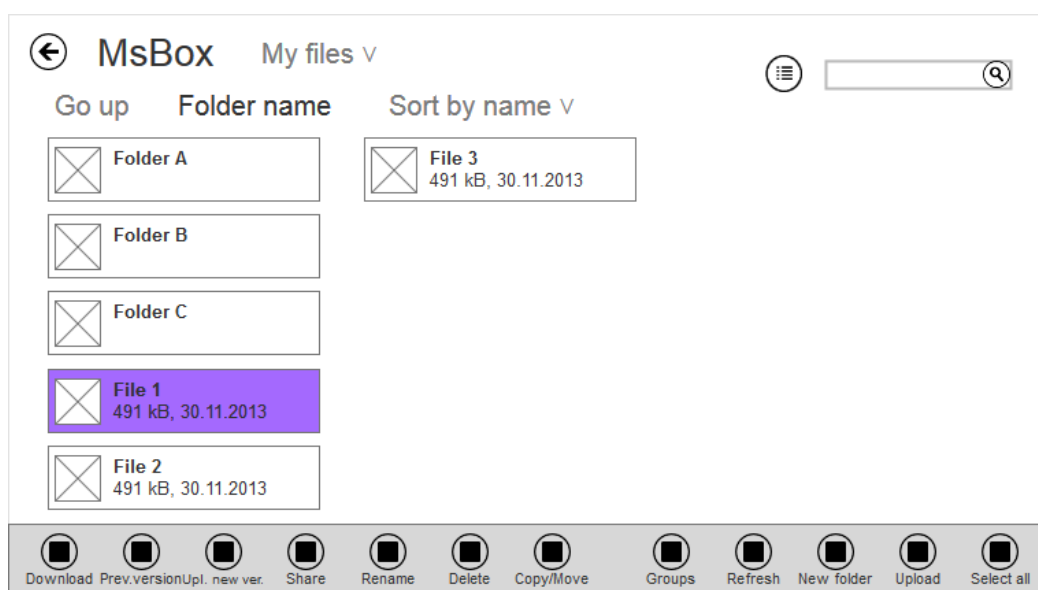 MsBox My files ∨
Go up Folder name Sort by name ∨
Folder A
Folder B
Folder C
File 1
491 kB, 30.11.2013
File 2
491 kB, 30.11.2013
File 3
491 kB, 30.11.2013
Download Prev.version Upl. new ver. Share Rename Delete Copy/Move Groups Refresh New folder Upload Select all